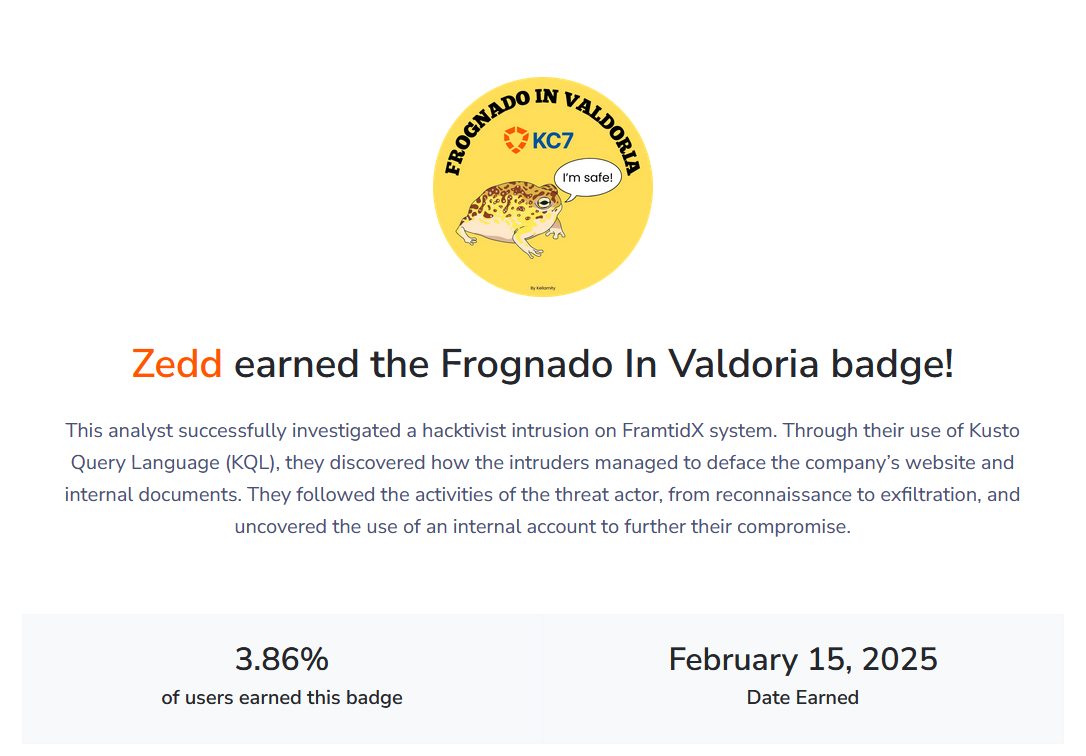 FROGNADO IN VALDORIA
KC7
I'm safe!
By Kellamity
Zedd earned the Frognado In Valdoria badge!
This analyst successfully investigated a hacktivist intrusion on FramtidX system. Through their use of Kusto
Query Language (KQL), they discovered how the intruders managed to deface the company’s website and
internal documents. They followed the activities of the threat actor, from reconnaissance to exfiltration, and
uncovered the use of an internal account to further their compromise.
3.86%
of users earned this badge
February 15, 2025
Date Earned